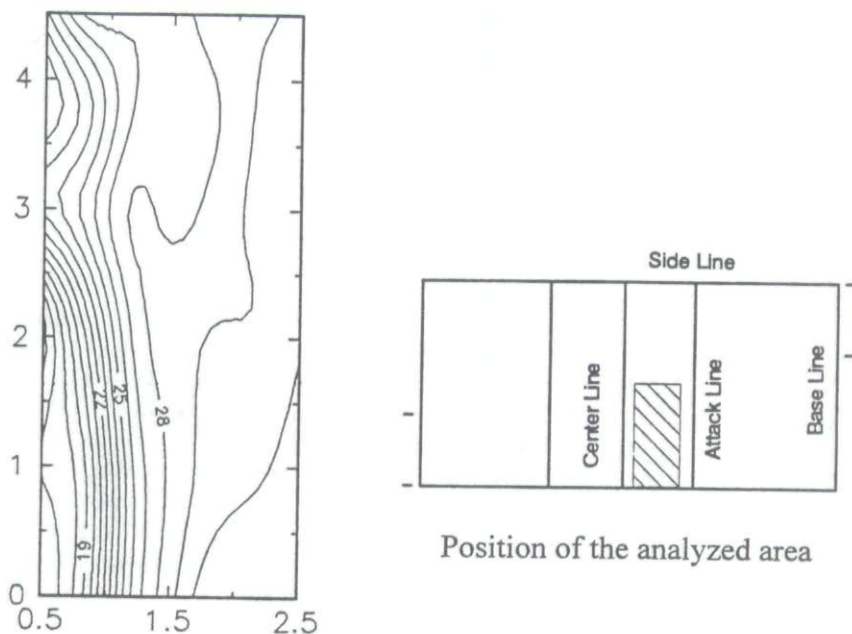 4
3
2
1
0
0.5 1.5 2.5
19
22
25
28
Side Line
Center Line
Attack Line
Base Line
Position of the analyzed area